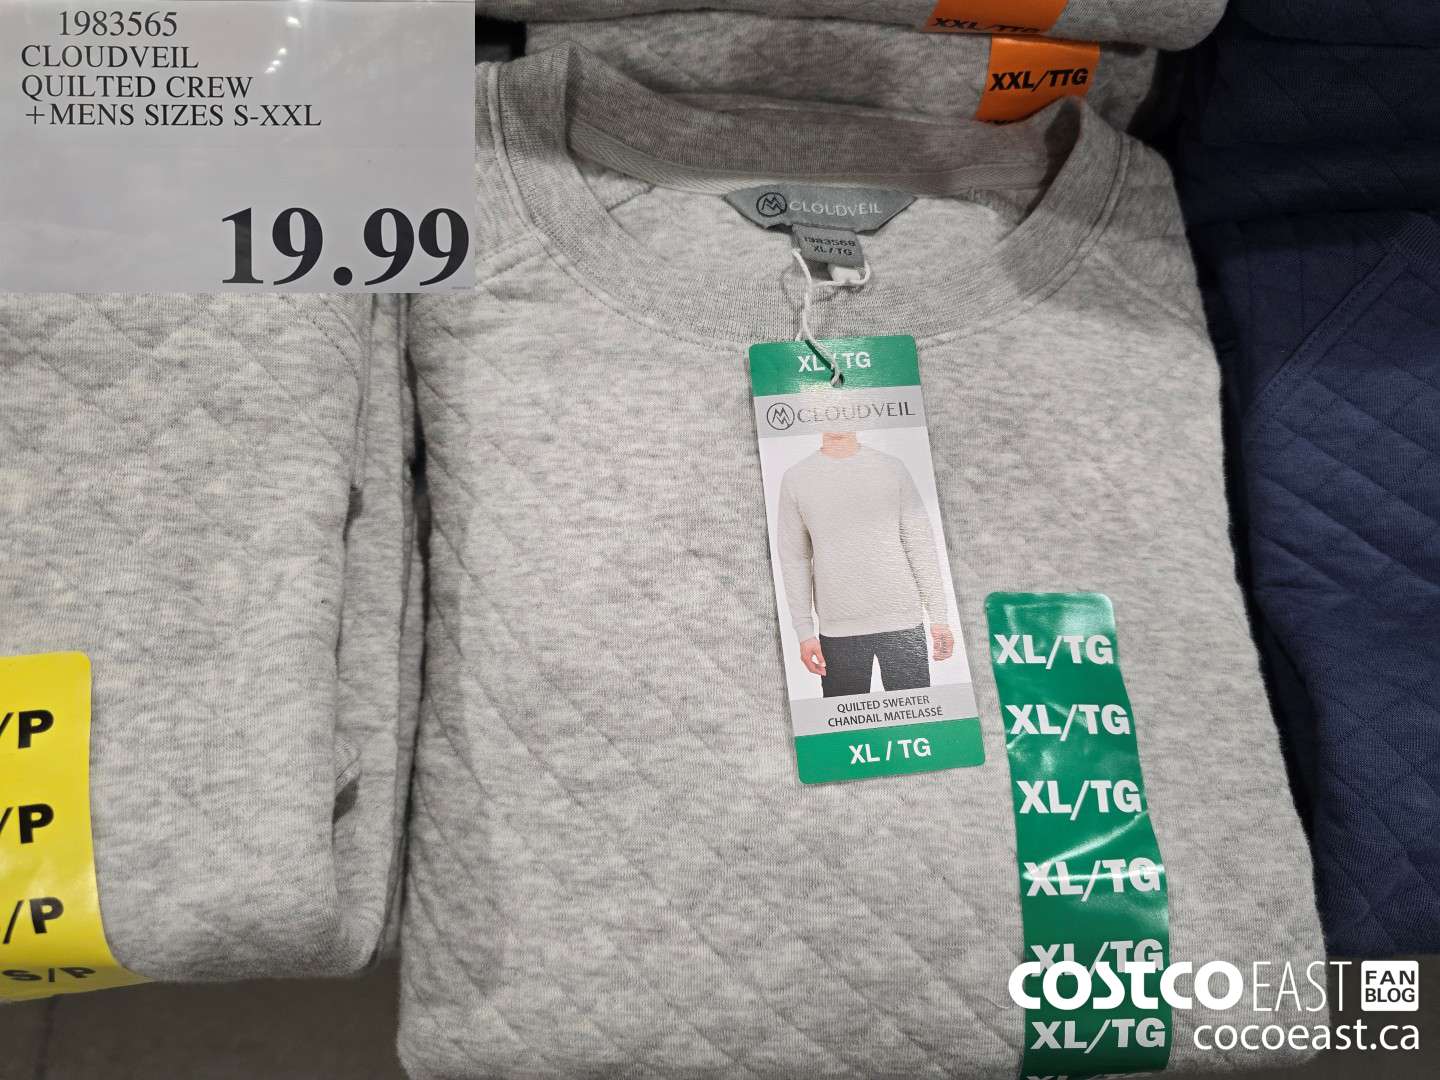 1983565
CLOUDVEIL
QUILTED CREW
+MENS SIZES S-XXL
19.99
XXL/TTG
XXL/TTG
CLOUDVEIL
XL/TG
XL/TG
CLOUDVEIL
QUILTED SWEATER
CHANDAIL MATELASSÉ
XL/TG
XL/TG
XL/TG
XL/TG
XL/TG
XL/TG
XL/TG
/P
/P
/P
S/P
COSTCO EAST FAN BLOG
cocoeast.ca